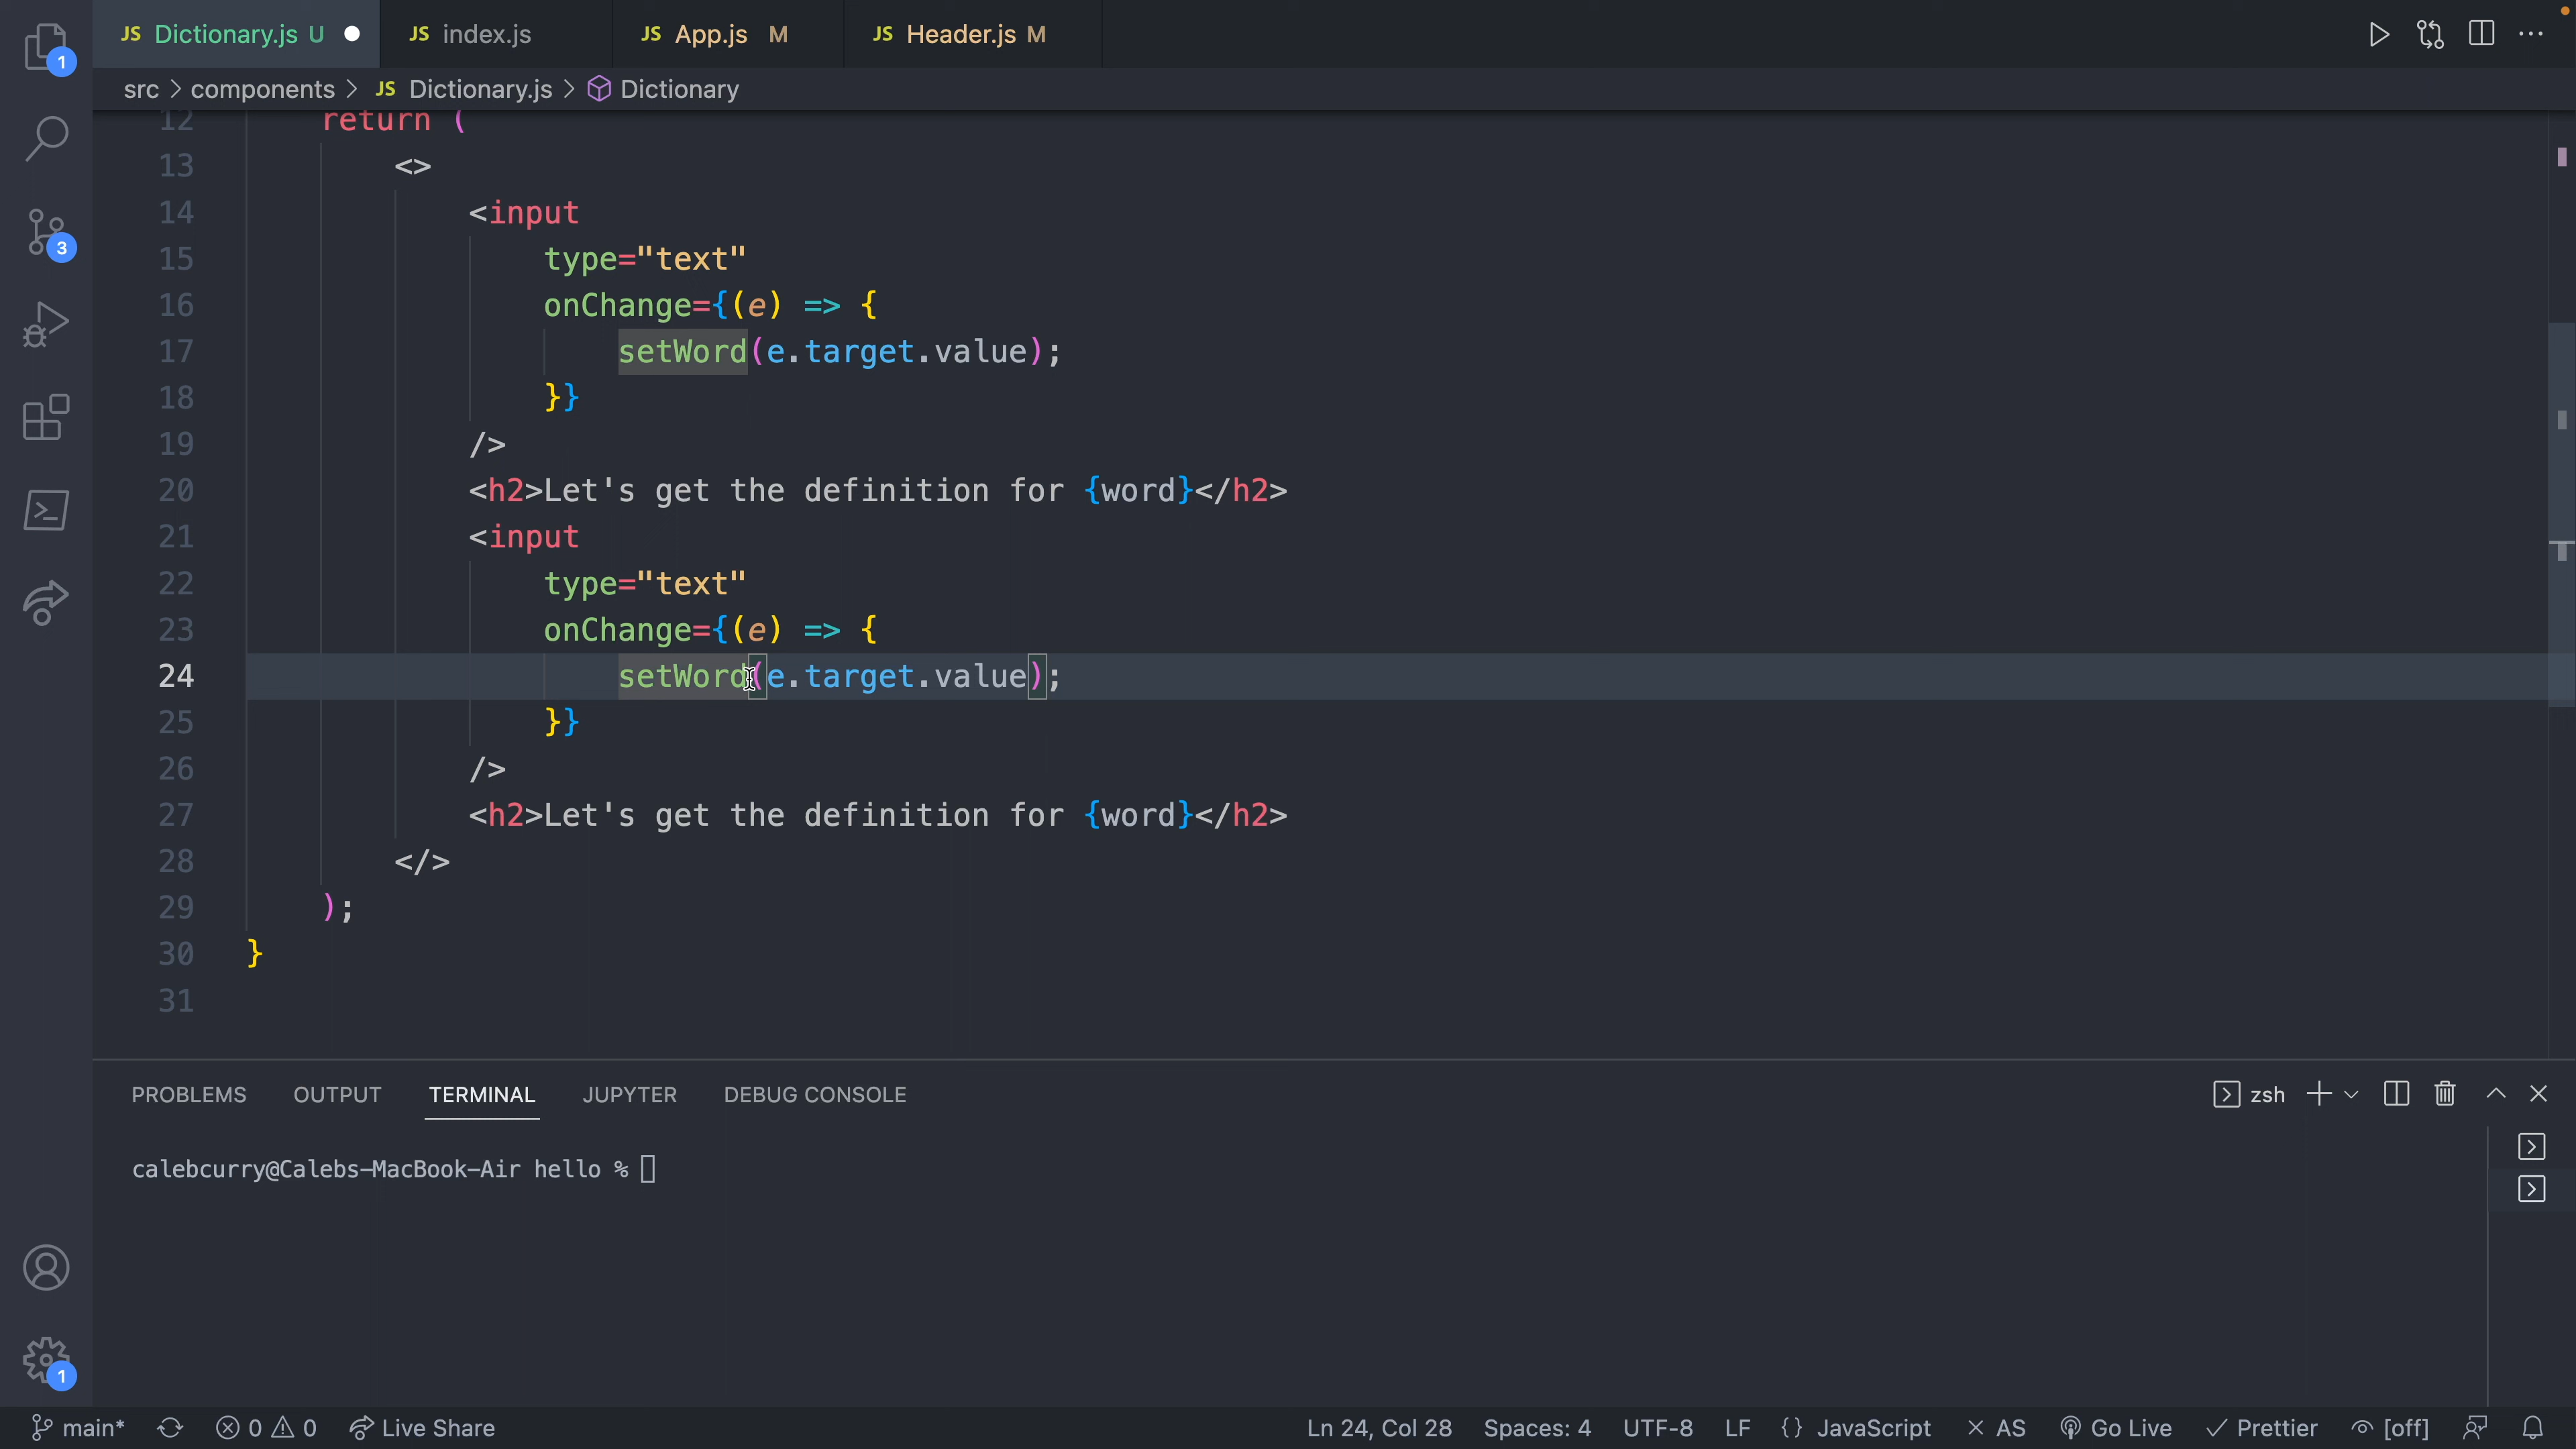 JS Dictionary.js U JS index.js JS App.js M JS Header.js M
src > components > JS Dictionary.js > Dictionary
12 return (
13 <>
14 <input
15 type="text"
16 onChange={(e) => {
17 setWord(e.target.value);
18 }}
19 />
20 <h2>Let's get the definition for {word}</h2>
21 <input
22 type="text"
23 onChange={(e) => {
24 setWord(e.target.value);
25 }}
26 />
27 <h2>Let's get the definition for {word}</h2>
28 </>
29 );
30 }
31
1
3
1
PROBLEMS OUTPUT TERMINAL JUPYTER DEBUG CONSOLE zsh
calebcurry@Calebs-MacBook-Air hello %
main* 0 0 Live Share Ln 24, Col 28 Spaces: 4 UTF-8 LF {} JavaScript × AS Go Live ✓ Prettier [off]